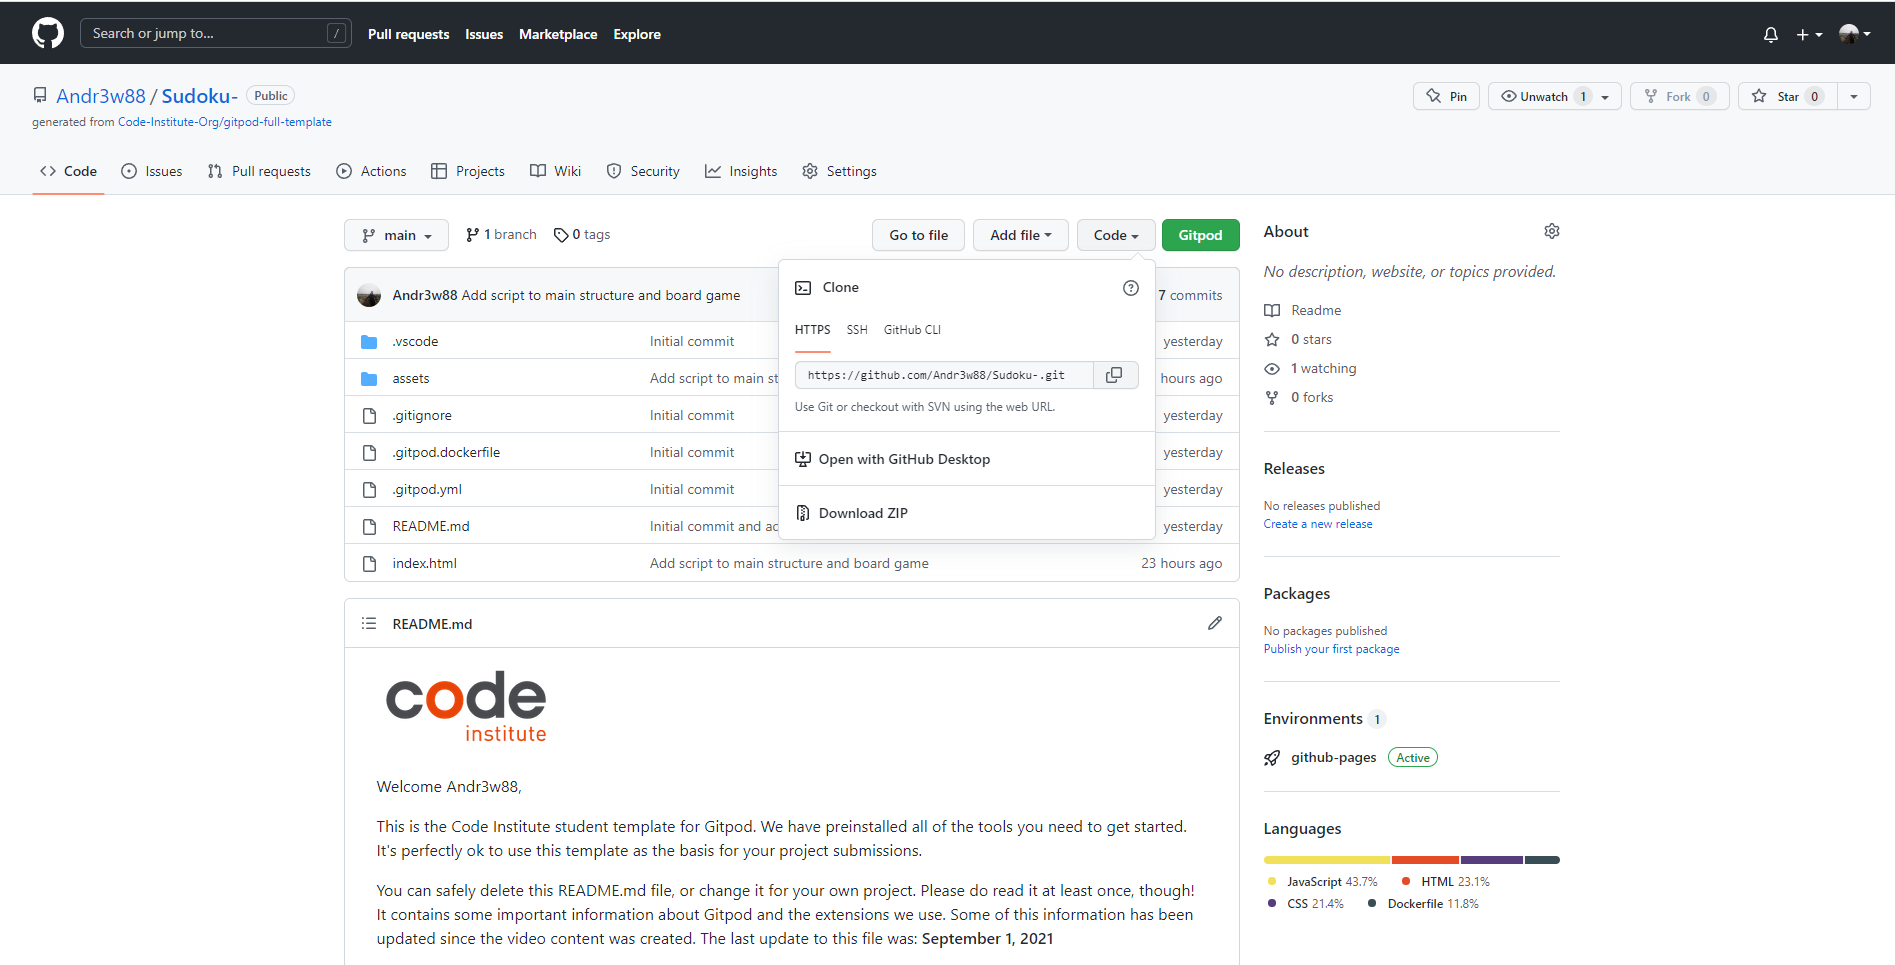 Search or jump to... /
Pull requests Issues Marketplace Explore
Andr3w88 / Sudoku- Public
Pin Unwatch 1 Fork 0 Star 0
generated from Code-Institute-Org/gitpod-full-template
Code Issues Pull requests Actions Projects Wiki Security Insights Settings
main 1 branch 0 tags Go to file Add file Code Gitpod
Andr3w88 Add script to main structure and board game 7 commits
.vscode Initial commit yesterday
assets Add script to main st hours ago
.gitignore Initial commit yesterday
.gitpod.dockerfile Initial commit yesterday
.gitpod.yml Initial commit yesterday
README.md Initial commit and ac yesterday
index.html Add script to main structure and board game 23 hours ago
Clone
HTTPS SSH GitHub CLI
https://github.com/Andr3w88/Sudoku-.git
Use Git or checkout with SVN using the web URL.
Open with GitHub Desktop
Download ZIP
README.md
code
institute
Welcome Andr3w88,
This is the Code Institute student template for Gitpod. We have preinstalled all of the tools you need to get started.
It's perfectly ok to use this template as the basis for your project submissions.
You can safely delete this README.md file, or change it for your own project. Please do read it at least once, though!
It contains some important information about Gitpod and the extensions we use. Some of this information has been
updated since the video content was created. The last update to this file was: September 1, 2021
About
No description, website, or topics provided.
Readme
0 stars
1 watching
0 forks
Releases
No releases published
Create a new release
Packages
No packages published
Publish your first package
Environments 1
github-pages Active
Languages
JavaScript 43.7% HTML 23.1%
CSS 21.4% Dockerfile 11.8%